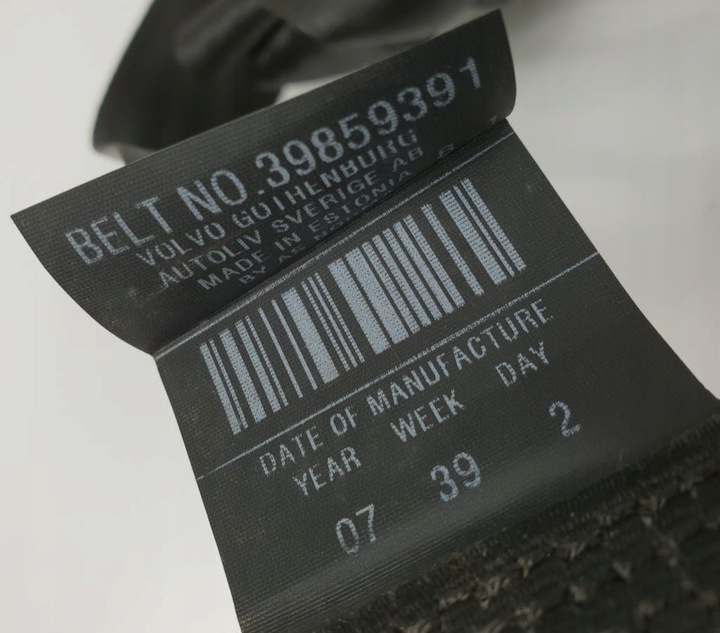 BELT NO.39859391
VOLVO GOTHENBURG
AUTOLIV SVERIGE AB
MADE IN ESTONIA
BY
DATE OF MANUFACTURE
YEAR WEEK DAY
07 39 2